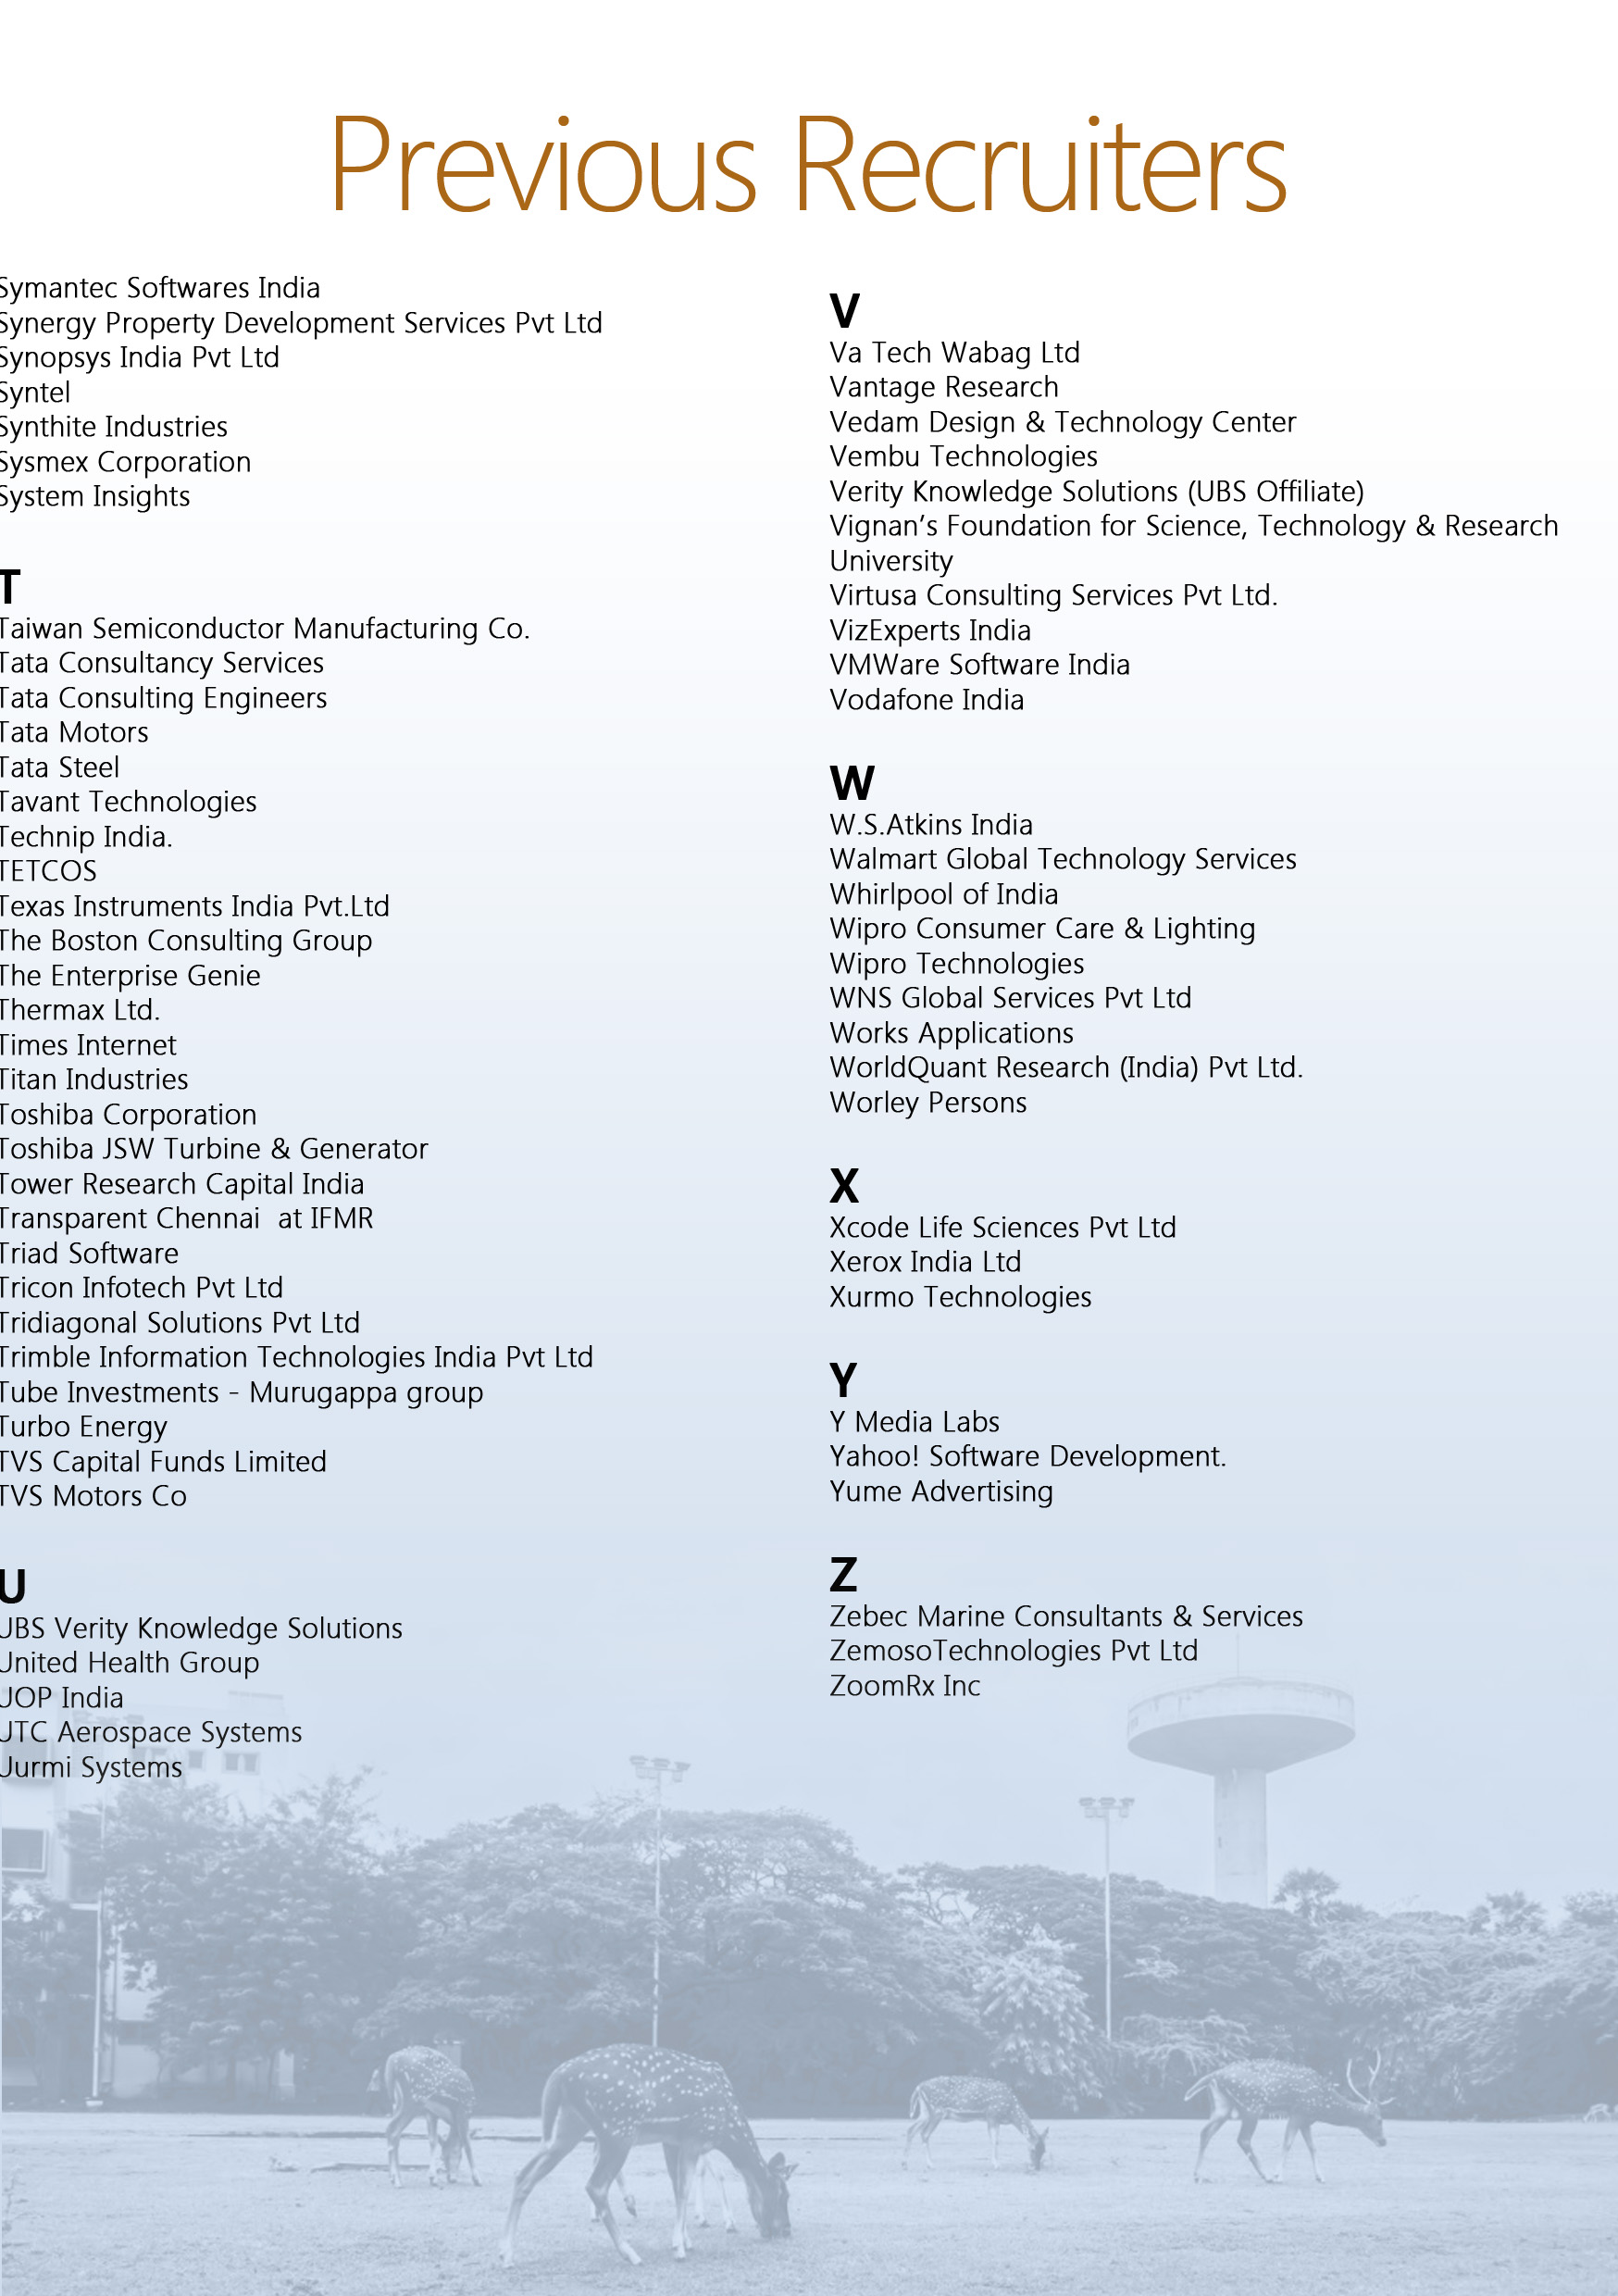 Previous Recruiters
Symantec Softwares India
Synergy Property Development Services Pvt Ltd
Synopsys India Pvt Ltd
Syntel
Synthite Industries
Sysmex Corporation
System Insights
T
Taiwan Semiconductor Manufacturing Co.
Tata Consultancy Services
Tata Consulting Engineers
Tata Motors
Tata Steel
Tavant Technologies
Technip India.
TETCOS
Texas Instruments India Pvt.Ltd
The Boston Consulting Group
The Enterprise Genie
Thermax Ltd.
Times Internet
Titan Industries
Toshiba Corporation
Toshiba JSW Turbine & Generator
Tower Research Capital India
Transparent Chennai  at IFMR
Triad Software
Tricon Infotech Pvt Ltd
Tridiagonal Solutions Pvt Ltd
Trimble Information Technologies India Pvt Ltd
Tube Investments - Murugappa group
Turbo Energy
TVS Capital Funds Limited
TVS Motors Co
U
UBS Verity Knowledge Solutions
United Health Group
UOP India
UTC Aerospace Systems
Uurmi Systems
V
Va Tech Wabag Ltd
Vantage Research
Vedam Design & Technology Center
Vembu Technologies
Verity Knowledge Solutions (UBS Offiliate)
Vignan’s Foundation for Science, Technology & Research
University
Virtusa Consulting Services Pvt Ltd.
VizExperts India
VMWare Software India
Vodafone India
W
W.S.Atkins India
Walmart Global Technology Services
Whirlpool of India
Wipro Consumer Care & Lighting
Wipro Technologies
WNS Global Services Pvt Ltd
Works Applications
WorldQuant Research (India) Pvt Ltd.
Worley Persons
X
Xcode Life Sciences Pvt Ltd
Xerox India Ltd
Xurmo Technologies
Y
Y Media Labs
Yahoo! Software Development.
Yume Advertising
Z
Zebec Marine Consultants & Services
ZemosoTechnologies Pvt Ltd
ZoomRx Inc